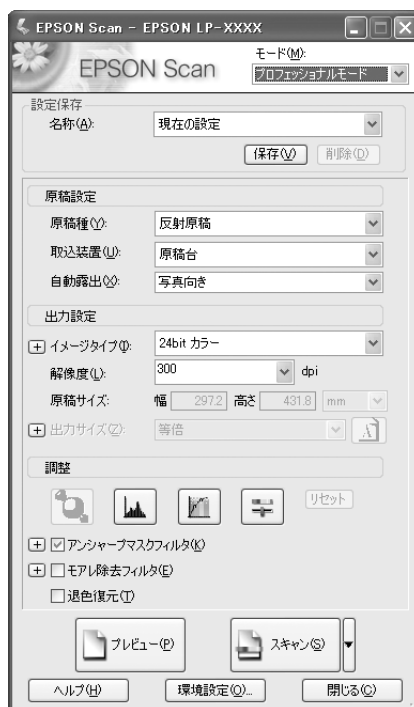 EPSON Scan - EPSON LP-XXXX
EPSON Scan
モード(M):
プロフェッショナルモード
設定保存
名称(A): 現在の設定
保存(V) 削除(D)
原稿設定
原稿種(Y): 反射原稿
取込装置(U): 原稿台
自動露出(X): 写真向き
出力設定
イメージタイプ(I): 24bit カラー
解像度(L): 300 dpi
原稿サイズ: 幅 297.2 高さ 431.8 mm
出力サイズ(Z): 等倍
調整
リセット
アンシャープマスクフィルタ(K)
モアレ除去フィルタ(E)
退色復元(T)
プレビュー(P) スキャン(S)
ヘルプ(H) 環境設定(O)... 閉じる(C)